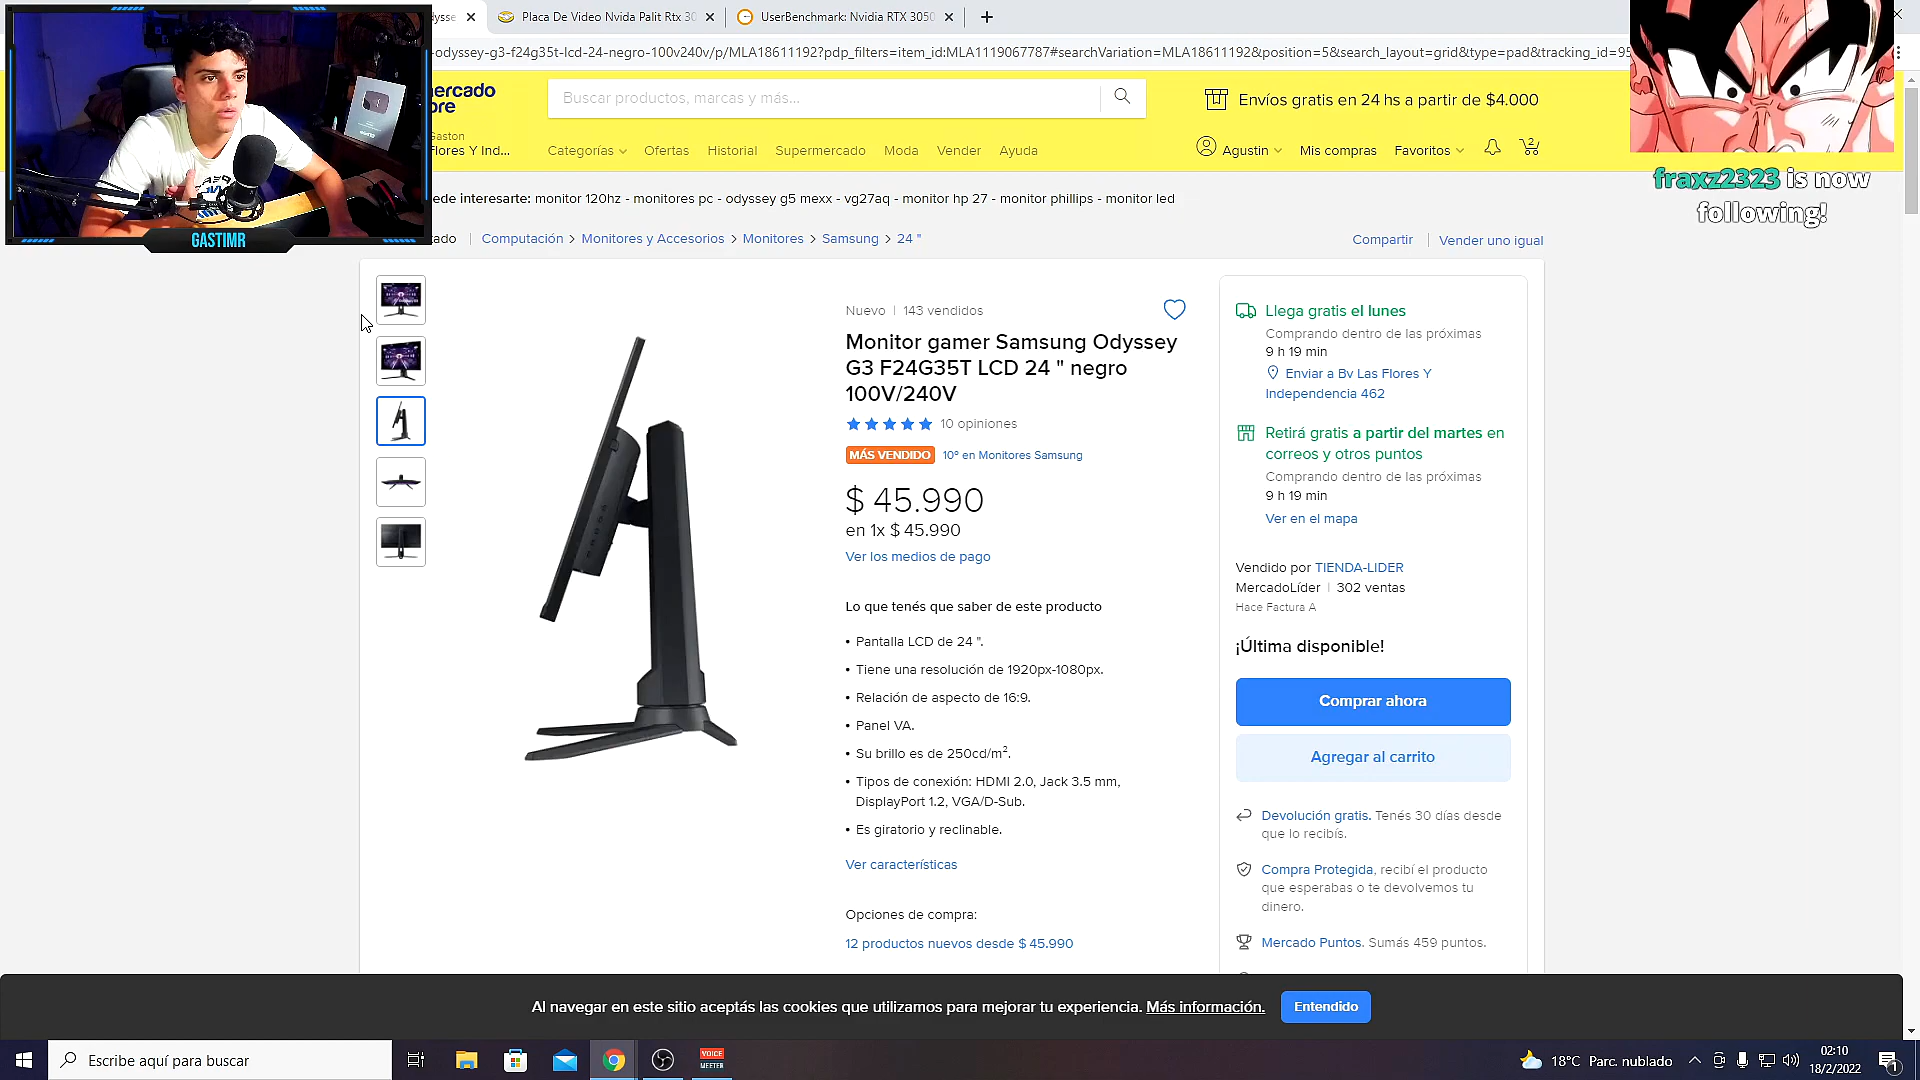 dysse
Placa De Video Nvida Palit Rtx 30
UserBenchmark: Nvidia RTX 3050
-odyssey-g3-f24g35t-lcd-24-negro-100v240v/p/MLA18611192?pdp_filters=item_id:MLA1119067787#searchVariation=MLA18611192&position=5&search_layout=grid&type=pad&tracking_id=95
ercado
bre
Buscar productos, marcas y más...
Envíos gratis en 24 hs a partir de $4.000
Gaston
Flores Y Ind...
Categorías
Ofertas
Historial
Supermercado
Moda
Vender
Ayuda
Agustin
Mis compras
Favoritos
2
fraxz2323 is now
following!
GASTIMR
ede interesarte: monitor 120hz - monitores pc - odyssey g5 mexx - vg27aq - monitor hp 27 - monitor phillips - monitor led
cado
Computación > Monitores y Accesorios > Monitores > Samsung > 24 "
Compartir
Vender uno igual
Nuevo | 143 vendidos
Monitor gamer Samsung Odyssey
G3 F24G35T LCD 24 " negro
100V/240V
10 opiniones
MÁS VENDIDO 10º en Monitores Samsung
$ 45.990
en 1x $ 45.990
Ver los medios de pago
Lo que tenés que saber de este producto
• Pantalla LCD de 24 ".
• Tiene una resolución de 1920px-1080px.
• Relación de aspecto de 16:9.
• Panel VA.
• Su brillo es de 250cd/m².
• Tipos de conexión: HDMI 2.0, Jack 3.5 mm,
DisplayPort 1.2, VGA/D-Sub.
• Es giratorio y reclinable.
Ver características
Opciones de compra:
12 productos nuevos desde $ 45.990
Llega gratis el lunes
Comprando dentro de las próximas
9 h 19 min
Enviar a Bv Las Flores Y
Independencia 462
Retirá gratis a partir del martes en
correos y otros puntos
Comprando dentro de las próximas
9 h 19 min
Ver en el mapa
Vendido por TIENDA-LIDER
MercadoLíder | 302 ventas
Hace Factura A
¡Última disponible!
Comprar ahora
Agregar al carrito
Devolución gratis. Tenés 30 días desde
que lo recibís.
Compra Protegida, recibí el producto
que esperabas o te devolvemos tu
dinero.
Mercado Puntos. Sumás 459 puntos.
Al navegar en este sitio aceptás las cookies que utilizamos para mejorar tu experiencia. Más información.
Entendido
Escribe aquí para buscar
VOICE
MEETER
18°C Parc. nublado
02:10
18/2/2022
1